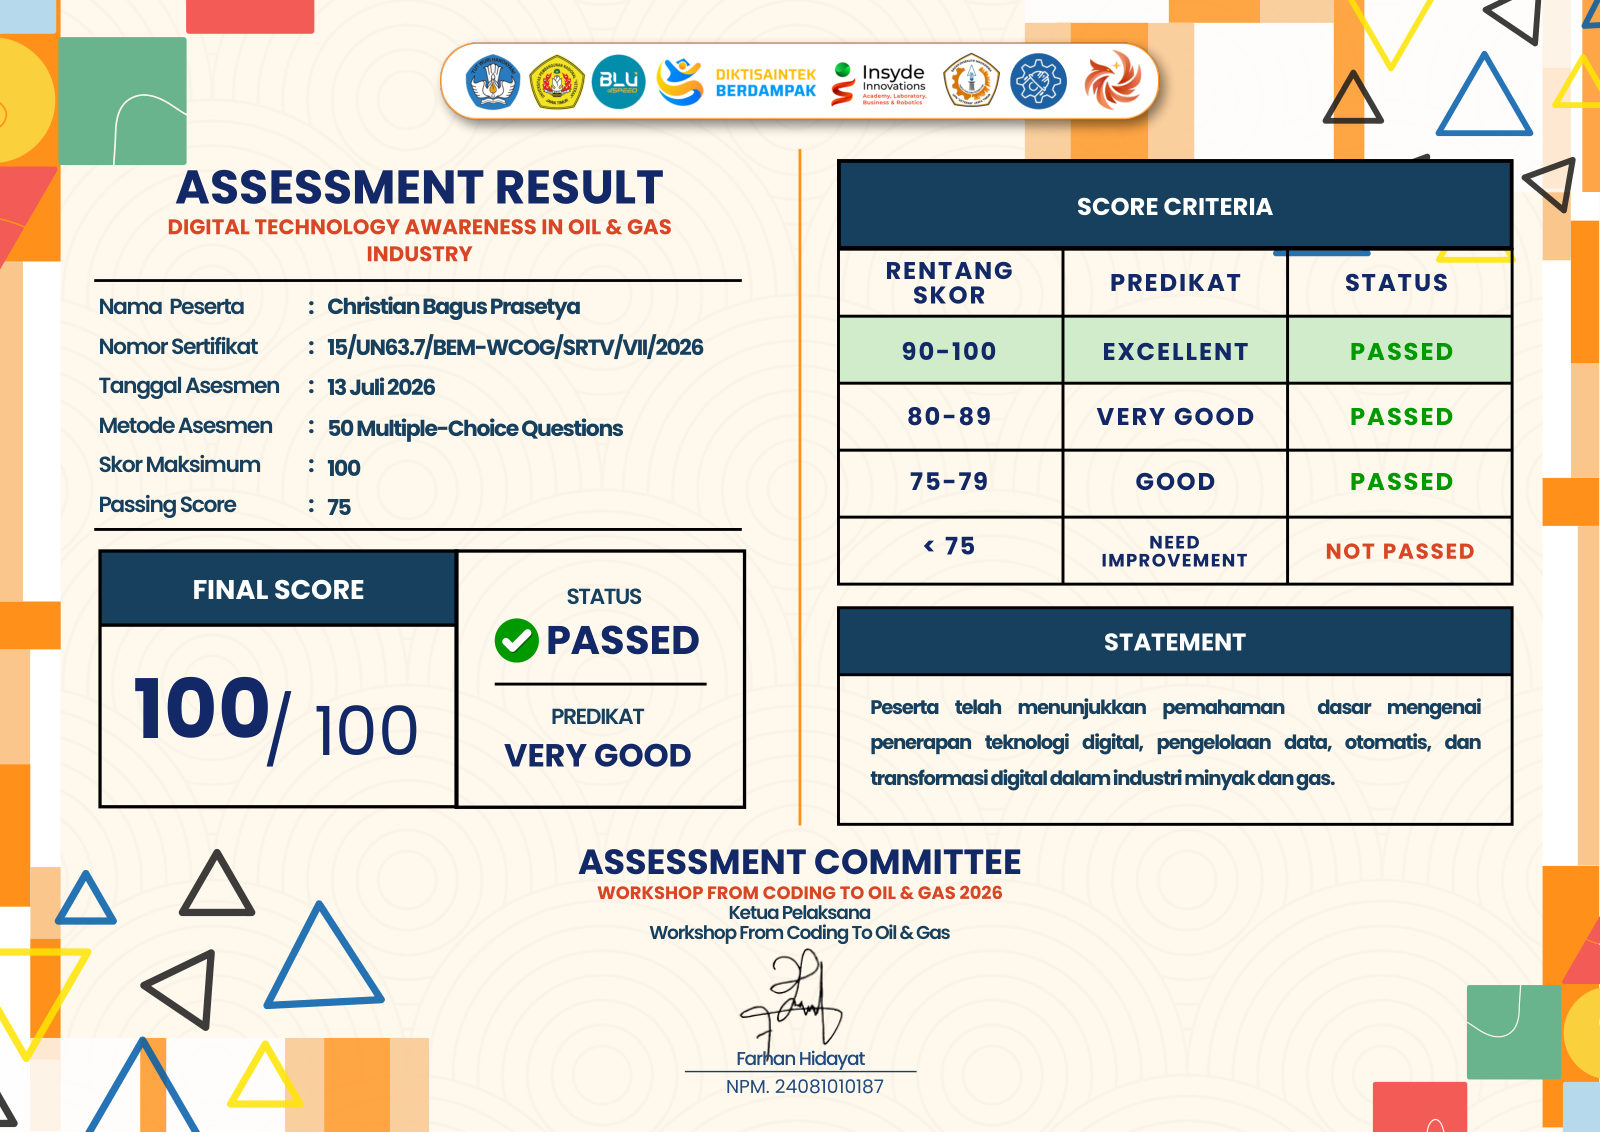 BLU
SPEED
DIKTISAINTEK
BERDAMPAK
Insyde
Innovations
Academy, Laboratory,
Business & Robotics
ASSESSMENT RESULT
DIGITAL TECHNOLOGY AWARENESS IN OIL & GAS
INDUSTRY
Nama Peserta : Christian Bagus Prasetya
Nomor Sertifikat : 15/UN63.7/BEM-WCOG/SRTV/VII/2026
Tanggal Asesmen : 13 Juli 2026
Metode Asesmen : 50 Multiple-Choice Questions
Skor Maksimum : 100
Passing Score : 75
FINAL SCORE
100/ 100
STATUS
PASSED
PREDIKAT
VERY GOOD
SCORE CRITERIA
RENTANG SKOR PREDIKAT STATUS
90-100 EXCELLENT PASSED
80-89 VERY GOOD PASSED
75-79 GOOD PASSED
< 75 NEED IMPROVEMENT NOT PASSED
STATEMENT
Peserta telah menunjukkan pemahaman dasar mengenai
penerapan teknologi digital, pengelolaan data, otomatis, dan
transformasi digital dalam industri minyak dan gas.
ASSESSMENT COMMITTEE
WORKSHOP FROM CODING TO OIL & GAS 2026
Ketua Pelaksana
Workshop From Coding To Oil & Gas
Farhan Hidayat
NPM. 24081010187